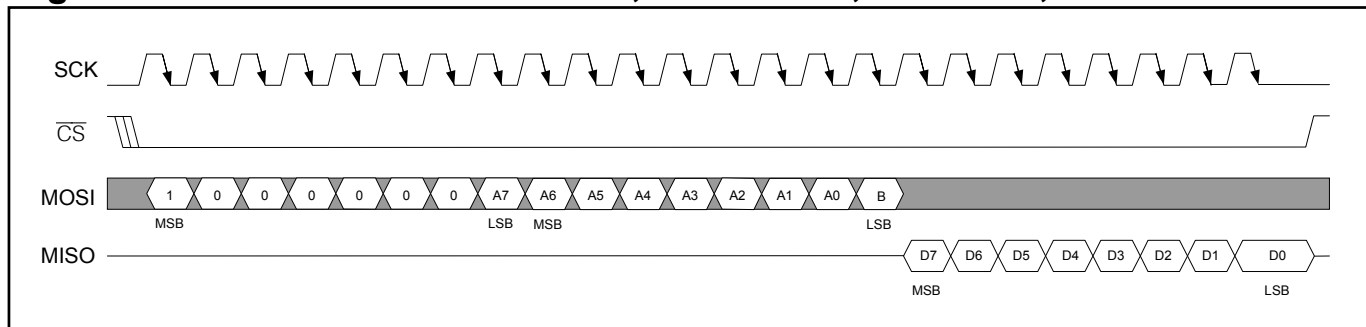 SCK
CS
MOSI 1 0 0 0 0 0 0 A7 A6 A5 A4 A3 A2 A1 A0 B
MSB LSB MSB LSB
MISO D7 D6 D5 D4 D3 D2 D1 D0
MSB LSB